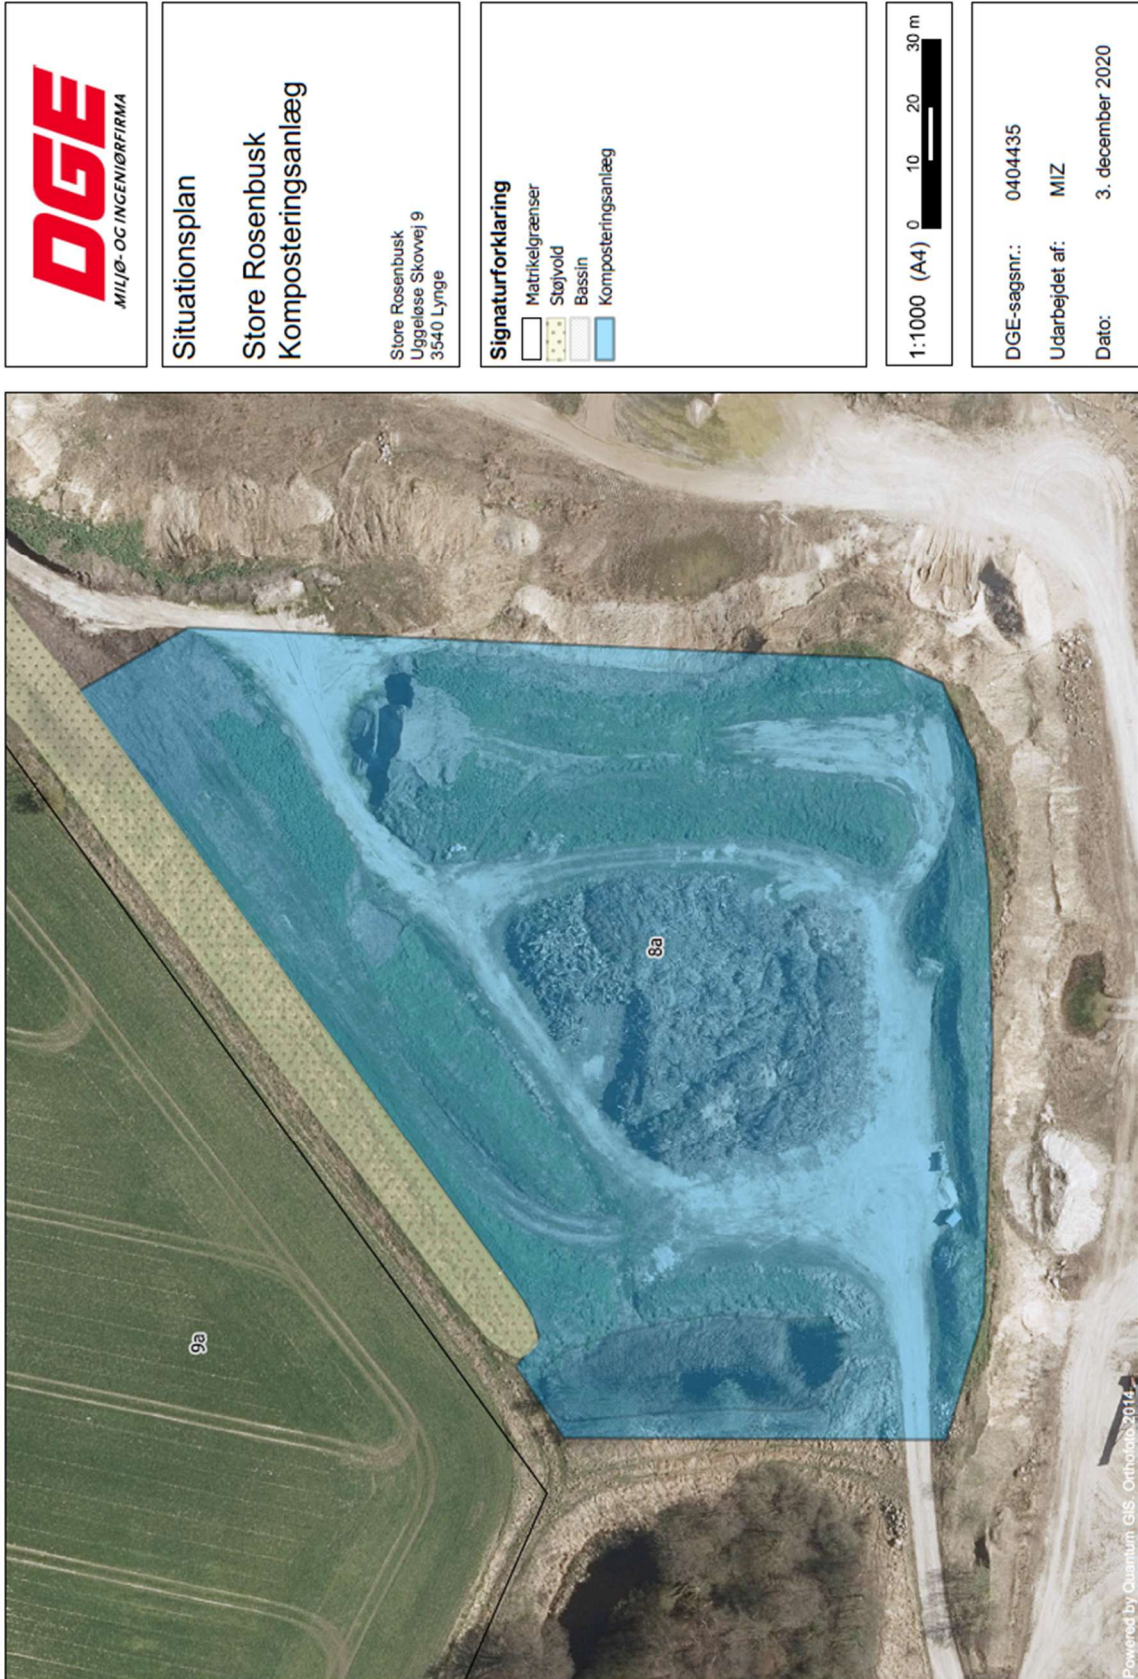 DGE
MILJØ- OG INGENIØRFIRMA
Situationsplan
Store Rosenbusk
Komposteringsanlæg
Store Rosenbusk
Uggeløse Skovvej 9
3540 Lynge
Signaturforklaring
Matrikelgrænser
Støjvold
Bassin
Komposteringsanlæg
1:1000 (A4)
0 10 20 30 m
DGE-sagsnr.: 0404435
Udarbejdet af: MIZ
Dato: 3. december 2020
9a
8a
Powered by Quantum GIS. Orthofoto 2014